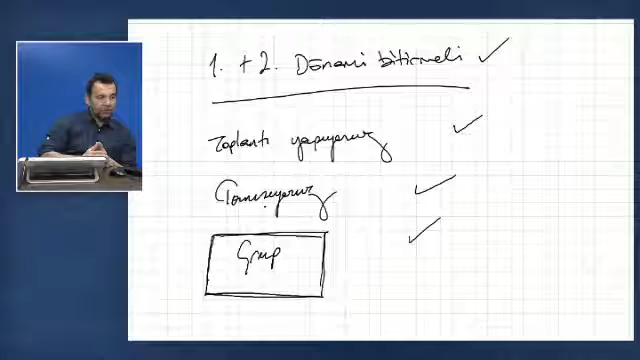 1. + 2. Dönemi bitirmeli
Toplantı yapıyoruz
Tanışıyoruz
Grup